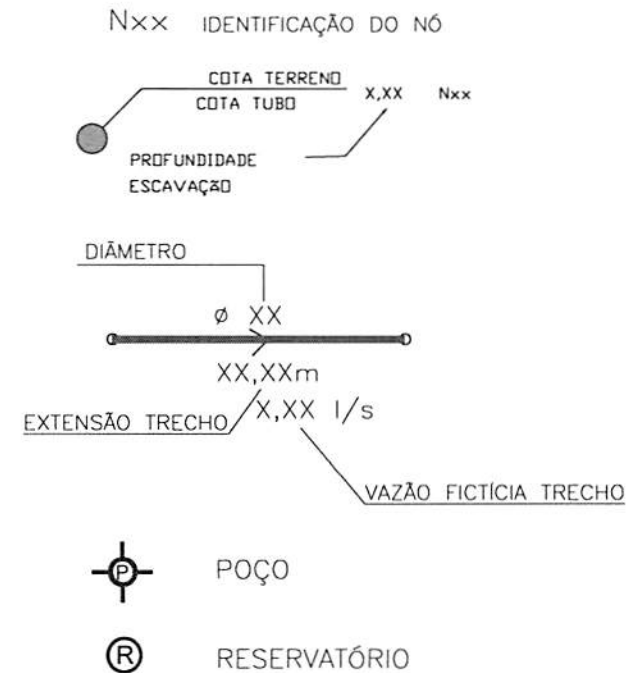 Nxx IDENTIFICAÇÃO DO NÓ
COTA TERRENO
COTA TUBO
X,XX Nxx
PROFUNDIDADE
ESCAVAÇÃO
DIÂMETRO
ø XX
XX,XXm
EXTENSÃO TRECHO
X,XX l/s
VAZÃO FICTÍCIA TRECHO
P POÇO
R RESERVATÓRIO